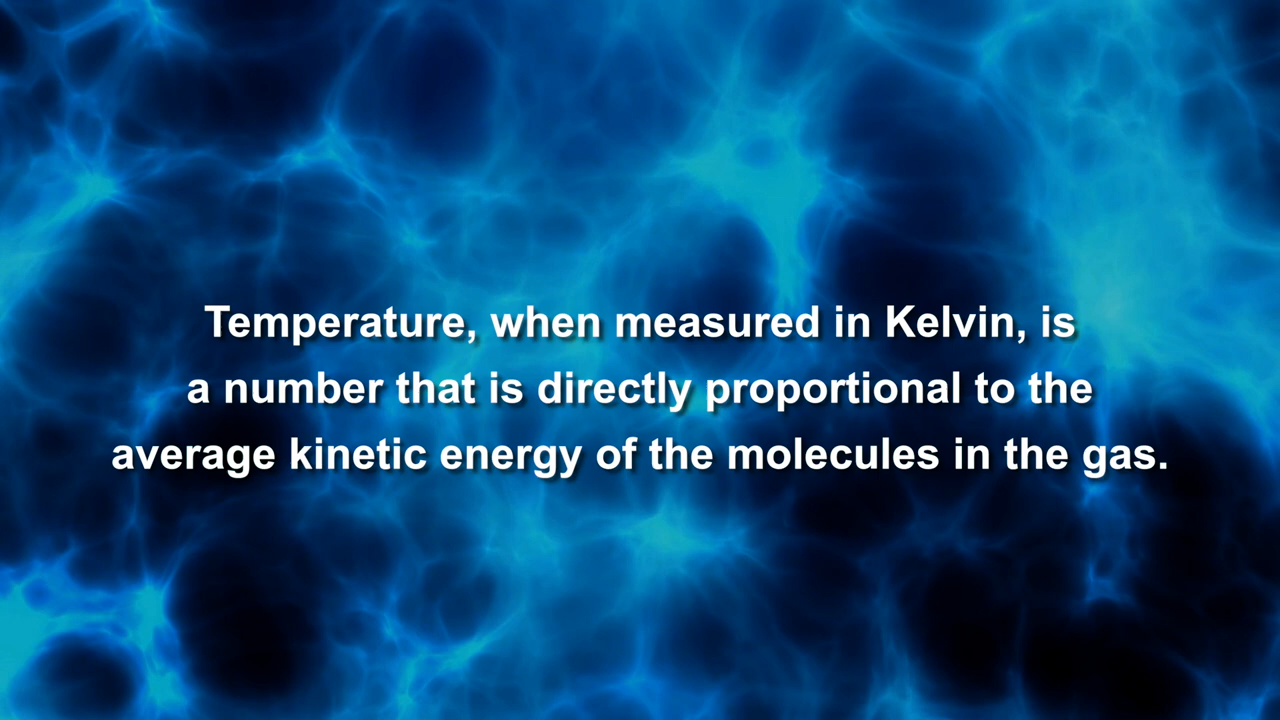 Temperature, when measured in Kelvin, is
a number that is directly proportional to the
average kinetic energy of the molecules in the gas.